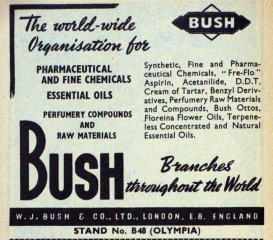 The world-wide
Organisation for
BUSH
PHARMACEUTICAL
AND FINE CHEMICALS
ESSENTIAL OILS
PERFUMERY COMPOUNDS
AND
RAW MATERIALS
Synthetic, Fine and Pharma-
ceutical Chemicals, "Fre-Flo"
Aspirin, Acetanilide, D.D.T.
Cream of Tartar, Benzyl Deriv-
atives, Perfumery Raw Materials
and Compounds, Bush Ottos,
Floreina Flower Oils, Terpene-
less Concentrated and Natural
Essential Oils.
BUSH
Branches
throughout the World
W. J. BUSH & CO., LTD., LONDON, E.8. ENGLAND
STAND No. B48 (OLYMPIA)